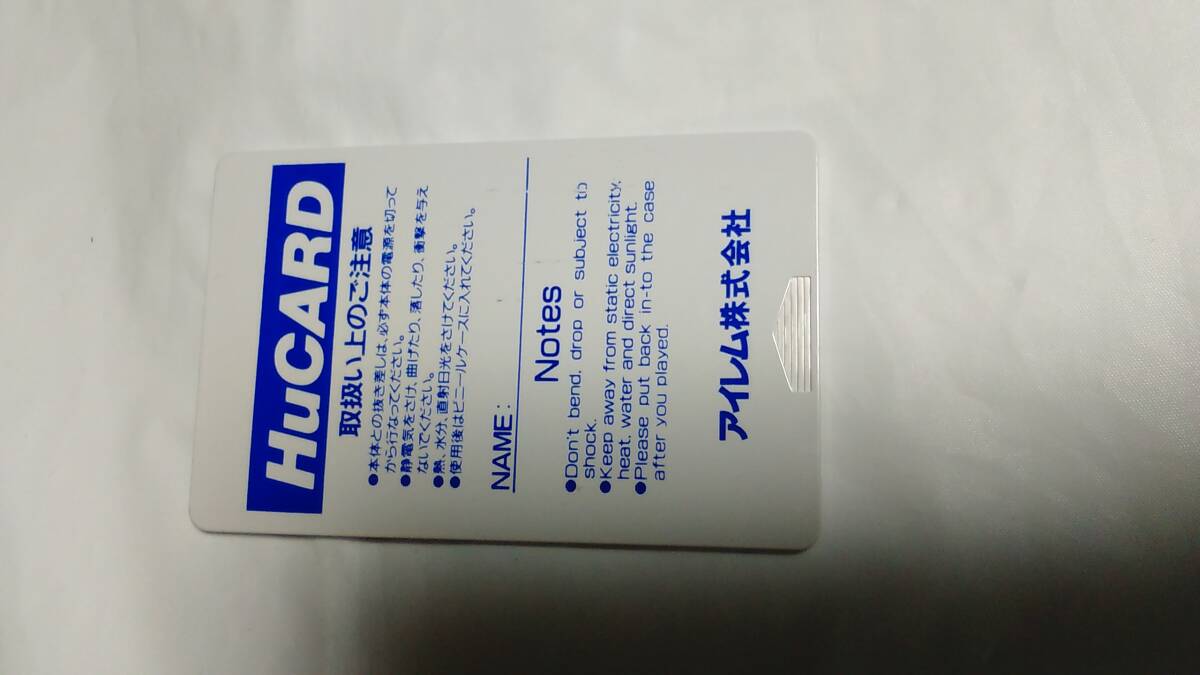 HuCARD
取扱い上のご注意
●本体との抜き差しは、必ず本体の電源を切って
から行なってください。
●静電気をさけ、曲げたり、落したり、衝撃を与え
ないでください。
●熱、水分、直射日光をさけてください。
●使用後はビニールケースに入れてください。
NAME:
Notes
●Don't bend, drop or subject to
shock.
●Keep away from static electricity,
heat, water and direct sunlight.
●Please put back in-to the case
after you played.
アイレム株式会社